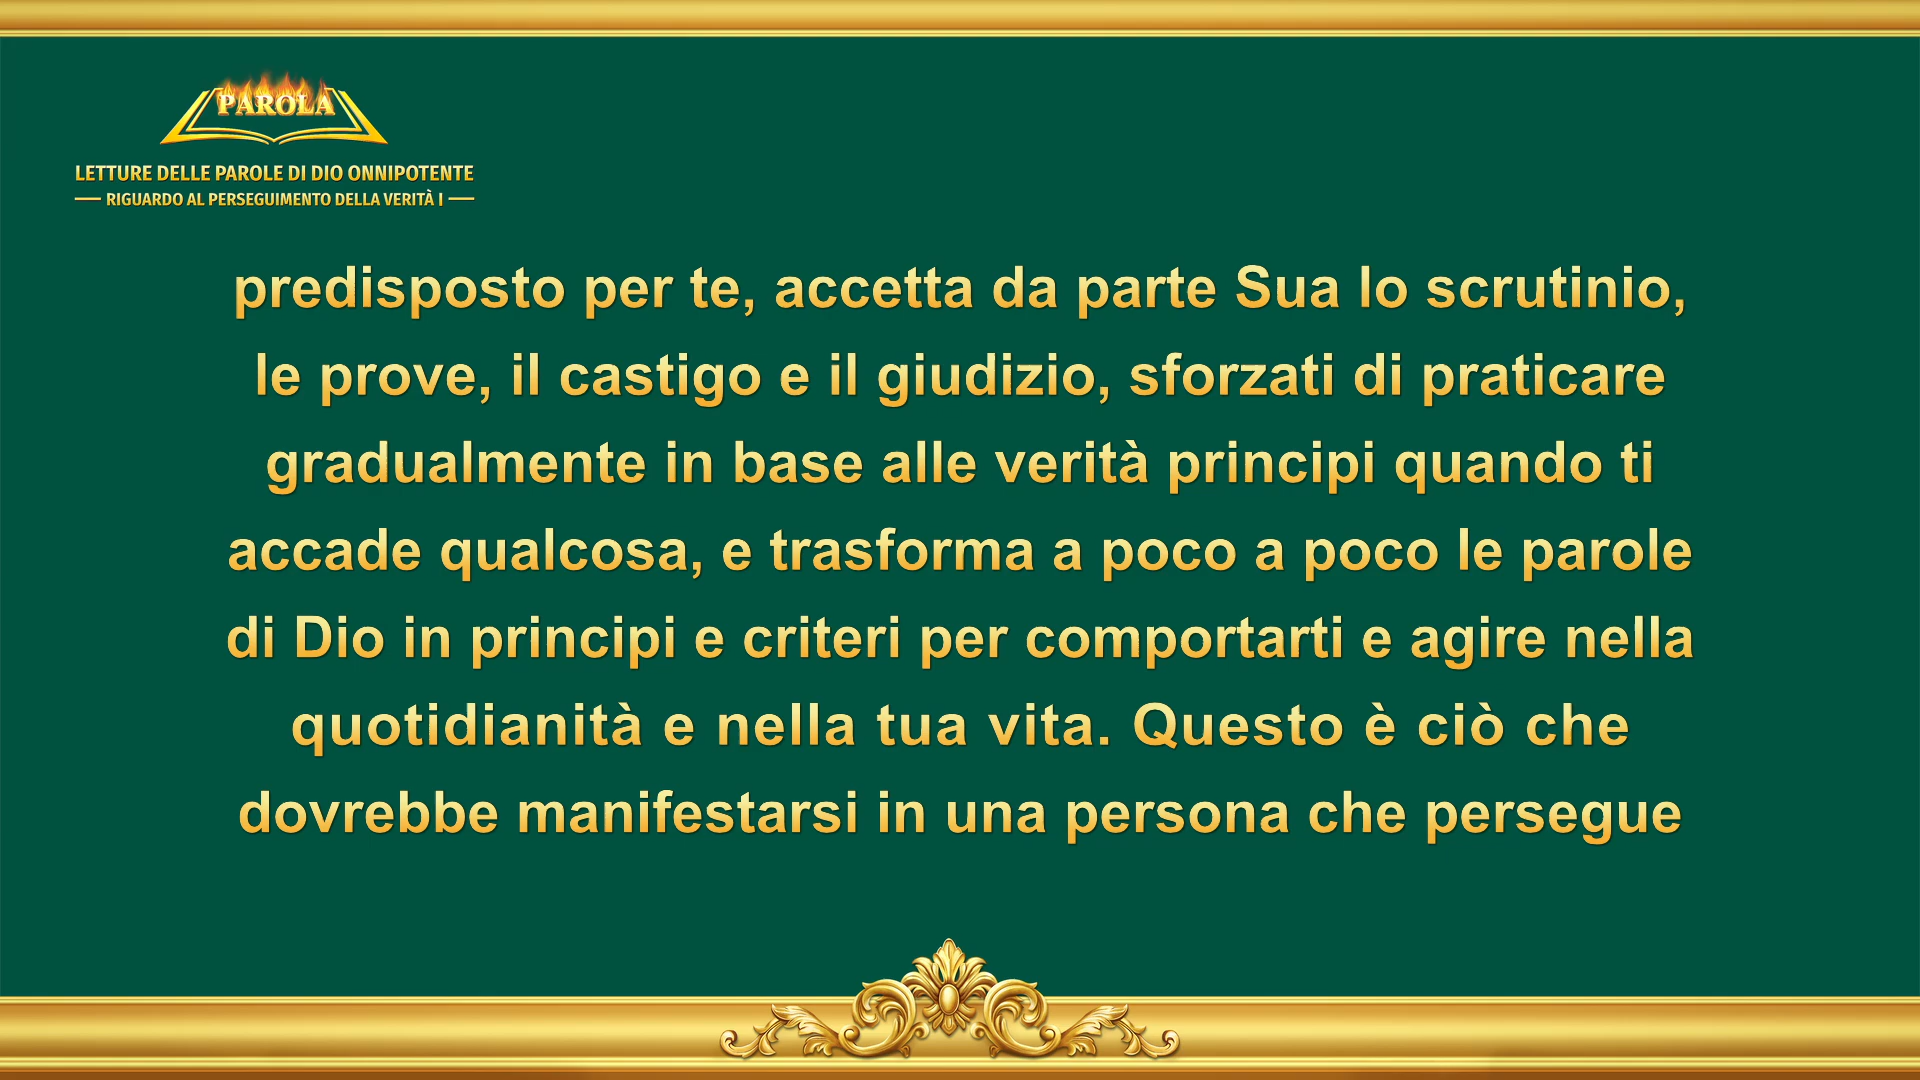 PAROLA
LETTURE DELLE PAROLE DI DIO ONNIPOTENTE
RIGUARDO AL PERSEGUIMENTO DELLA VERITÀ I
predisposto per te, accetta da parte Sua lo scrutinio,
le prove, il castigo e il giudizio, sforzati di praticare
gradualmente in base alle verità principi quando ti
accade qualcosa, e trasforma a poco a poco le parole
di Dio in principi e criteri per comportarti e agire nella
quotidianità e nella tua vita. Questo è ciò che
dovrebbe manifestarsi in una persona che persegue